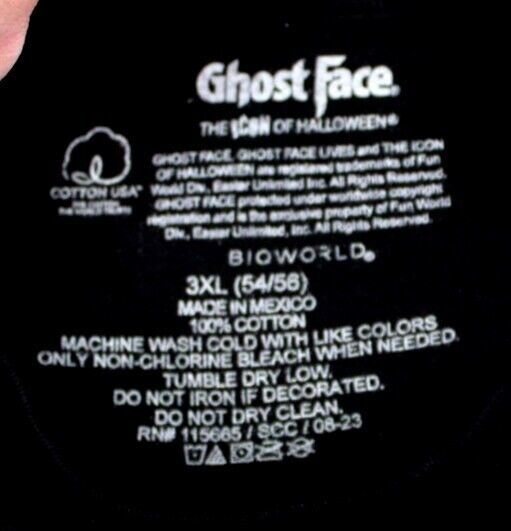 Ghost Face®
THE ICON OF HALLOWEEN®
GHOST FACE, GHOST FACE LIVES and THE ICON
OF HALLOWEEN are registered trademarks of Fun
World Div., Easter Unlimited Inc. All Rights Reserved.
GHOST FACE protected under worldwide copyright
registration and is the exclusive property of Fun World
Div., Easter Unlimited, Inc. All Rights Reserved.
COTTON USA™
BIOWORLD®
3XL (54/56)
MADE IN MEXICO
100% COTTON
MACHINE WASH COLD WITH LIKE COLORS
ONLY NON-CHLORINE BLEACH WHEN NEEDED.
TUMBLE DRY LOW.
DO NOT IRON IF DECORATED.
DO NOT DRY CLEAN.
RN# 115665 / SCC / 08-23